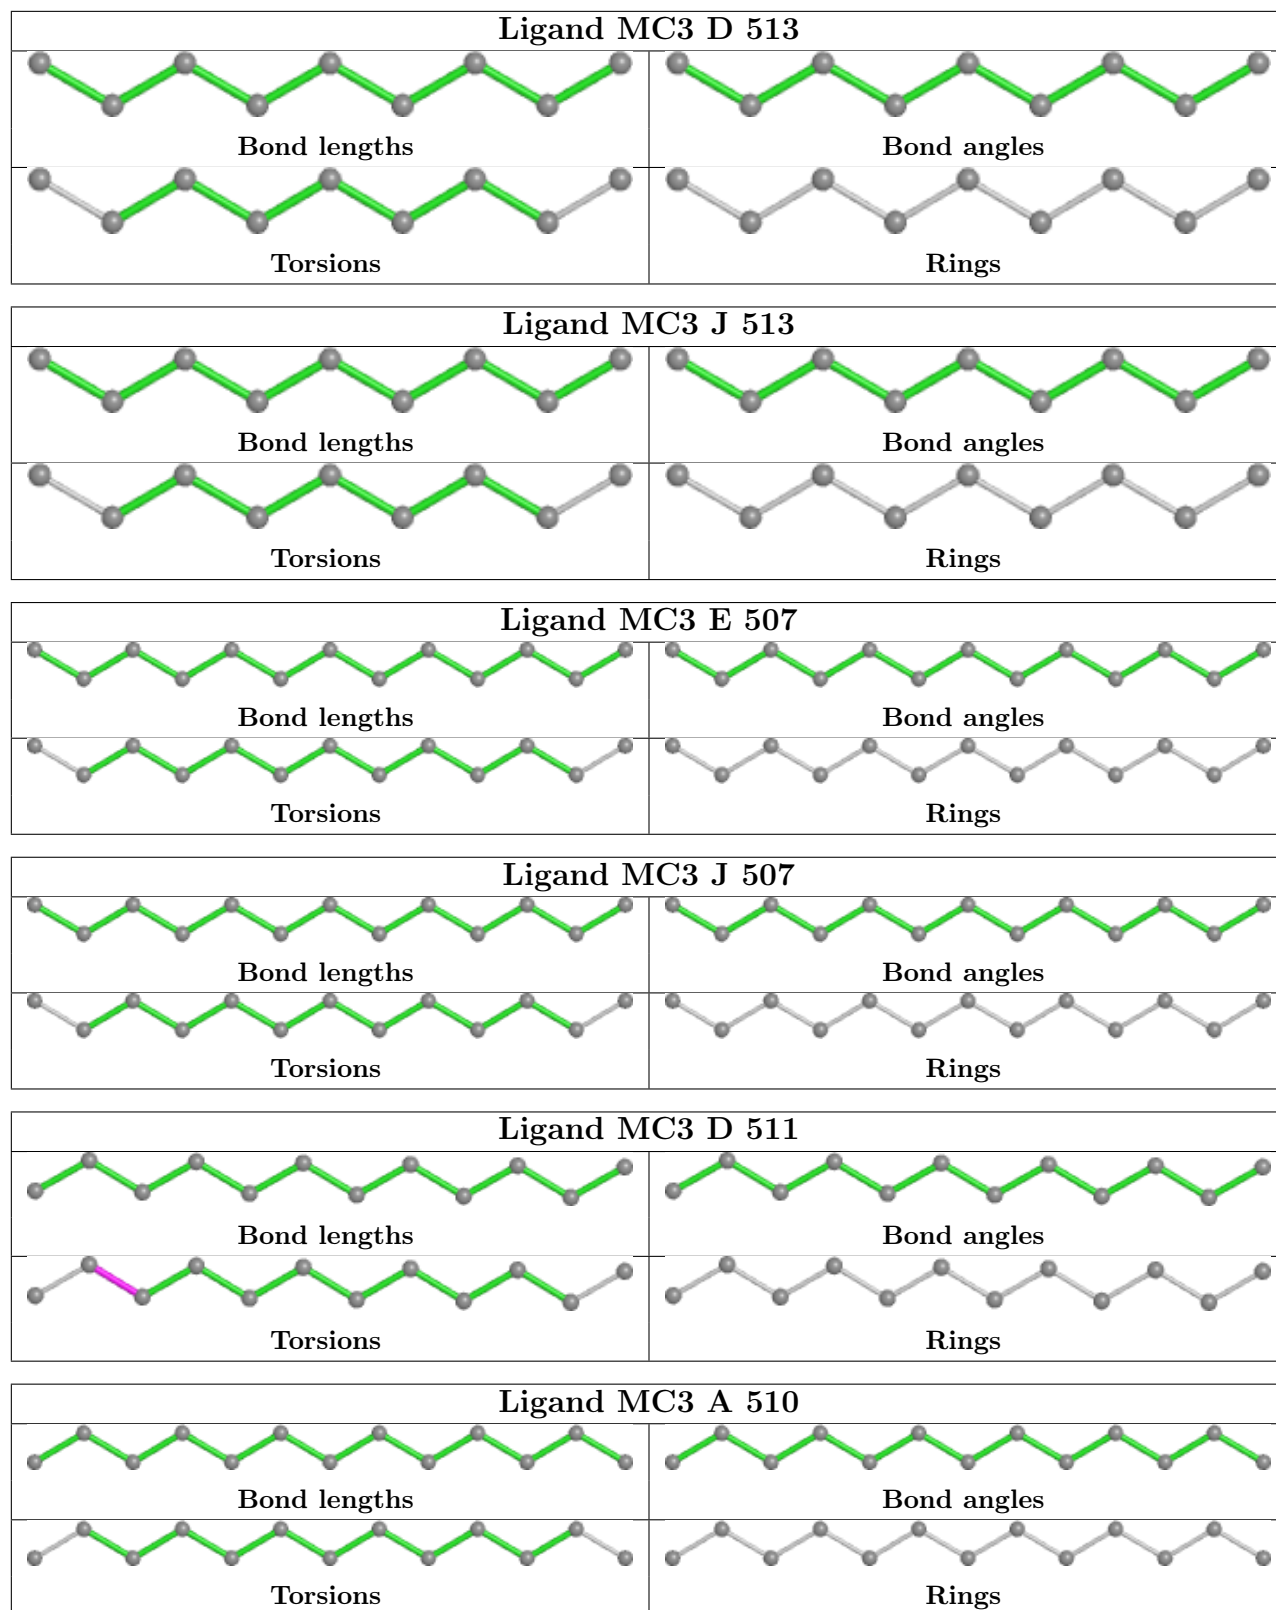 Ligand MC3 D 513
Bond lengths Bond angles
Torsions Rings
Ligand MC3 J 513
Bond lengths Bond angles
Torsions Rings
Ligand MC3 E 507
Bond lengths Bond angles
Torsions Rings
Ligand MC3 J 507
Bond lengths Bond angles
Torsions Rings
Ligand MC3 D 511
Bond lengths Bond angles
Torsions Rings
Ligand MC3 A 510
Bond lengths Bond angles
Torsions Rings